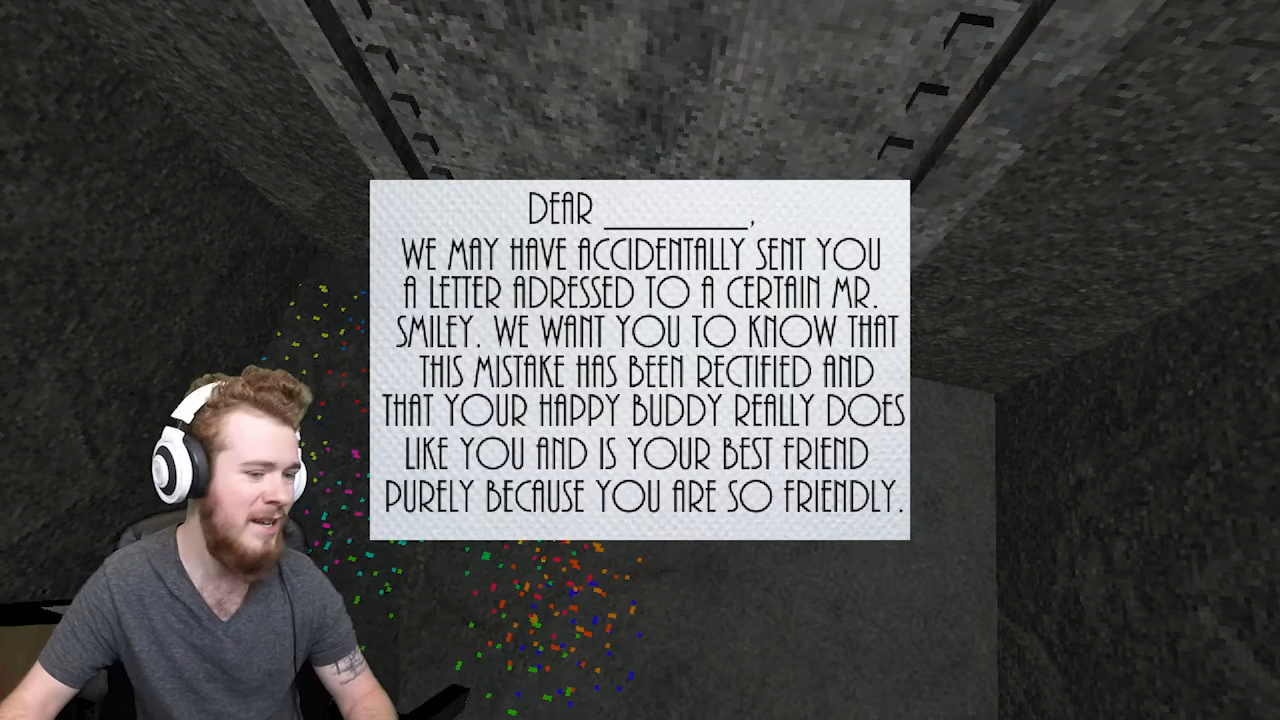 DEAR __________,
WE MAY HAVE ACCIDENTALLY SENT YOU
A LETTER ADRESSED TO A CERTAIN MR.
SMILEY. WE WANT YOU TO KNOW THAT
THIS MISTAKE HAS BEEN RECTIFIED AND
THAT YOUR HAPPY BUDDY REALLY DOES
LIKE YOU AND IS YOUR BEST FRIEND
PURELY BECAUSE YOU ARE SO FRIENDLY.